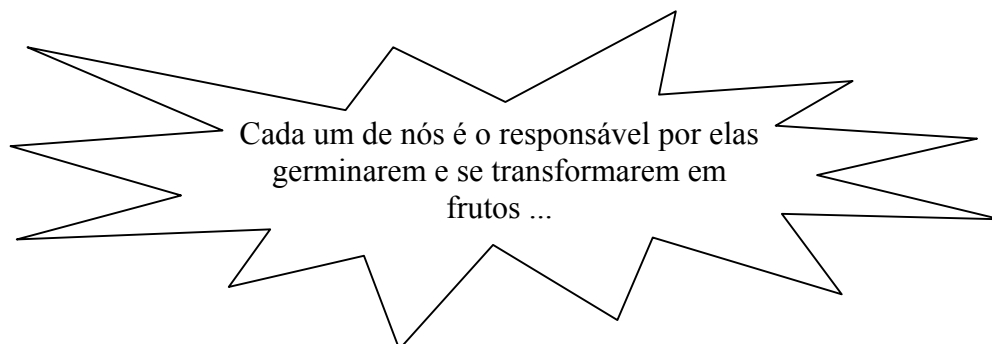 Cada um de nós é o responsável por elas
germinarem e se transformarem em
frutos ...